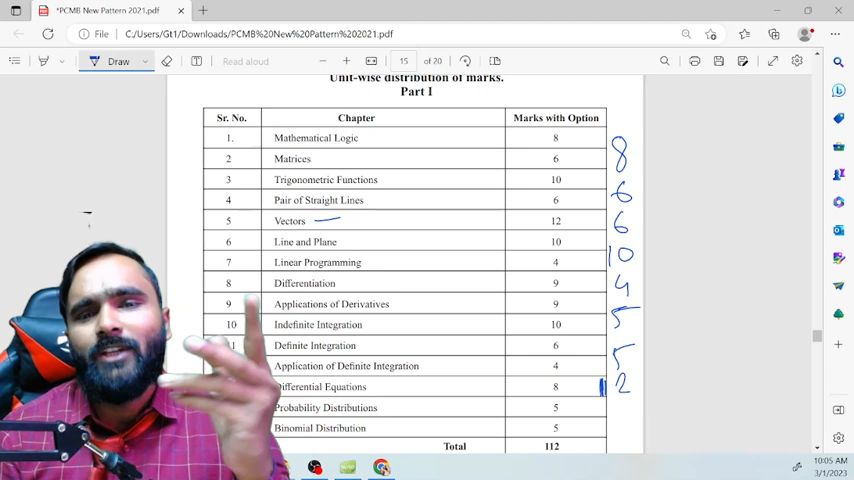 *PCMB New Pattern 2021.pdf
File C:/Users/Gt1/Downloads/PCMB%20New%20Pattern%202021.pdf
Draw Read aloud 15 of 20
Unit-wise distribution of marks.
Part I
Sr. No. Chapter Marks with Option
1. Mathematical Logic 8 8
2 Matrices 6
3 Trigonometric Functions 10 6
4 Pair of Straight Lines 6
5 Vectors 12 6
6 Line and Plane 10 10
7 Linear Programming 4
8 Differentiation 9 4
9 Applications of Derivatives 9 5
10 Indefinite Integration 10
11 Definite Integration 6 5
Application of Definite Integration 4
Differential Equations 8 2
Probability Distributions 5
Binomial Distribution 5
Total 112
10:05 AM
3/1/2023